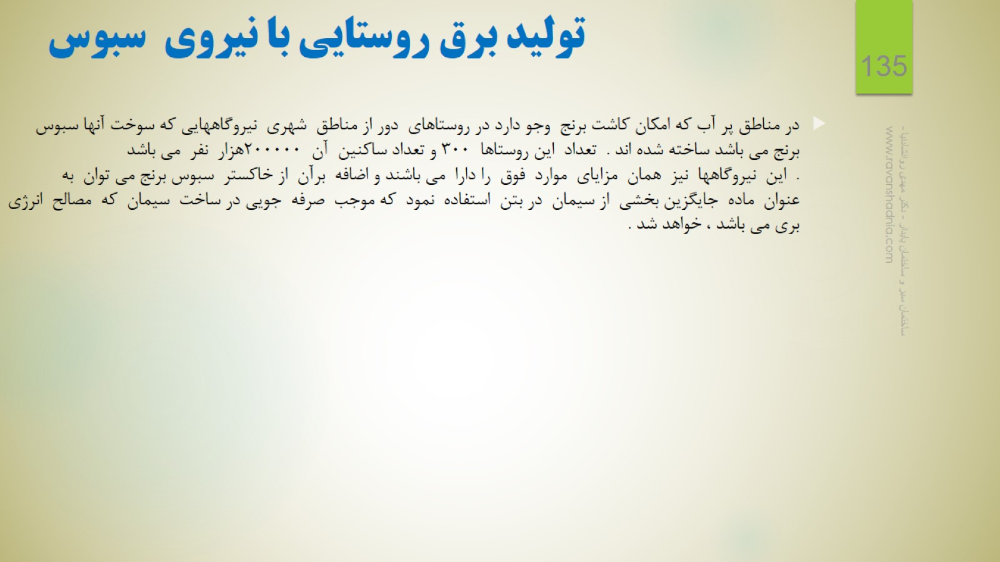 تولید برق روستایی با نیروی سبوس
135
در مناطق پر آب که امکان کاشت برنج وجو دارد در روستاهای دور از مناطق شهری نیروگاههایی که سوخت آنها سبوس
برنج می باشد ساخته شده اند . تعداد این روستاها ۳۰۰ و تعداد ساکنین آن ۲۰۰۰۰۰هزار نفر می باشد
. این نیروگاهها نیز همان مزایای موارد فوق را دارا می باشند و اضافه برآن از خاکستر سبوس برنج می توان به
عنوان ماده جایگزین بخشی از سیمان در بتن استفاده نمود که موجب صرفه جویی در ساخت سیمان که مصالح انرژی
بری می باشد ، خواهد شد .
ساختمان سبز و ساختمان پایدار - دکتر مهدی روانشادنیا -
www.ravanshadnia.com